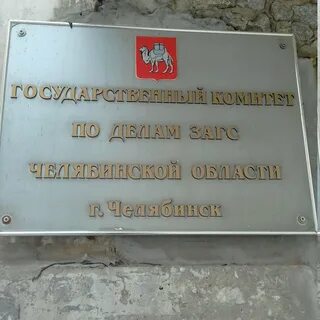 ГОСУДАРСТВЕННЫЙ КОМИТЕТ
ПО ДЕЛАМ ЗАГС
ЧЕЛЯБИНСКОЙ ОБЛАСТИ
г. Челябинск